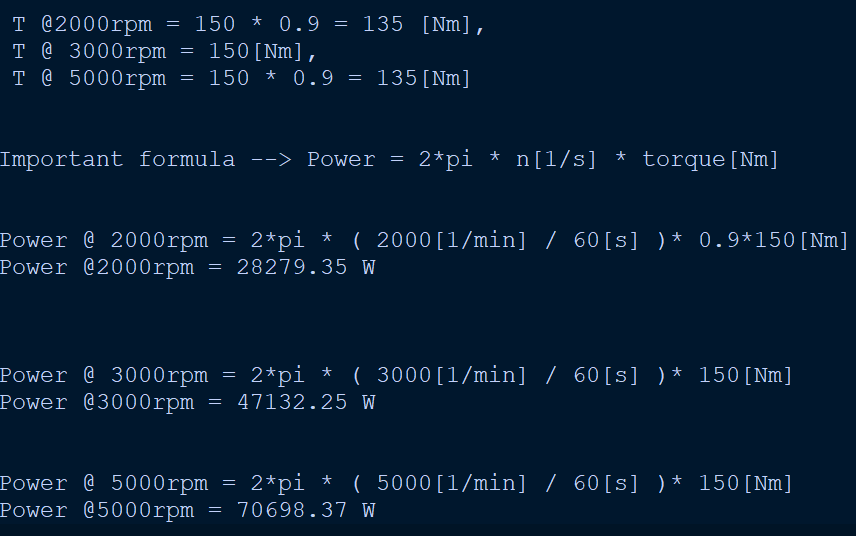 T @2000rpm = 150 * 0.9 = 135 [Nm],
T @ 3000rpm = 150[Nm],
T @ 5000rpm = 150 * 0.9 = 135[Nm]
Important formula --> Power = 2*pi * n[1/s] * torque[Nm]
Power @ 2000rpm = 2*pi * ( 2000[1/min] / 60[s] )* 0.9*150[Nm]
Power @2000rpm = 28279.35 W
Power @ 3000rpm = 2*pi * ( 3000[1/min] / 60[s] )* 150[Nm]
Power @3000rpm = 47132.25 W
Power @ 5000rpm = 2*pi * ( 5000[1/min] / 60[s] )* 150[Nm]
Power @5000rpm = 70698.37 W